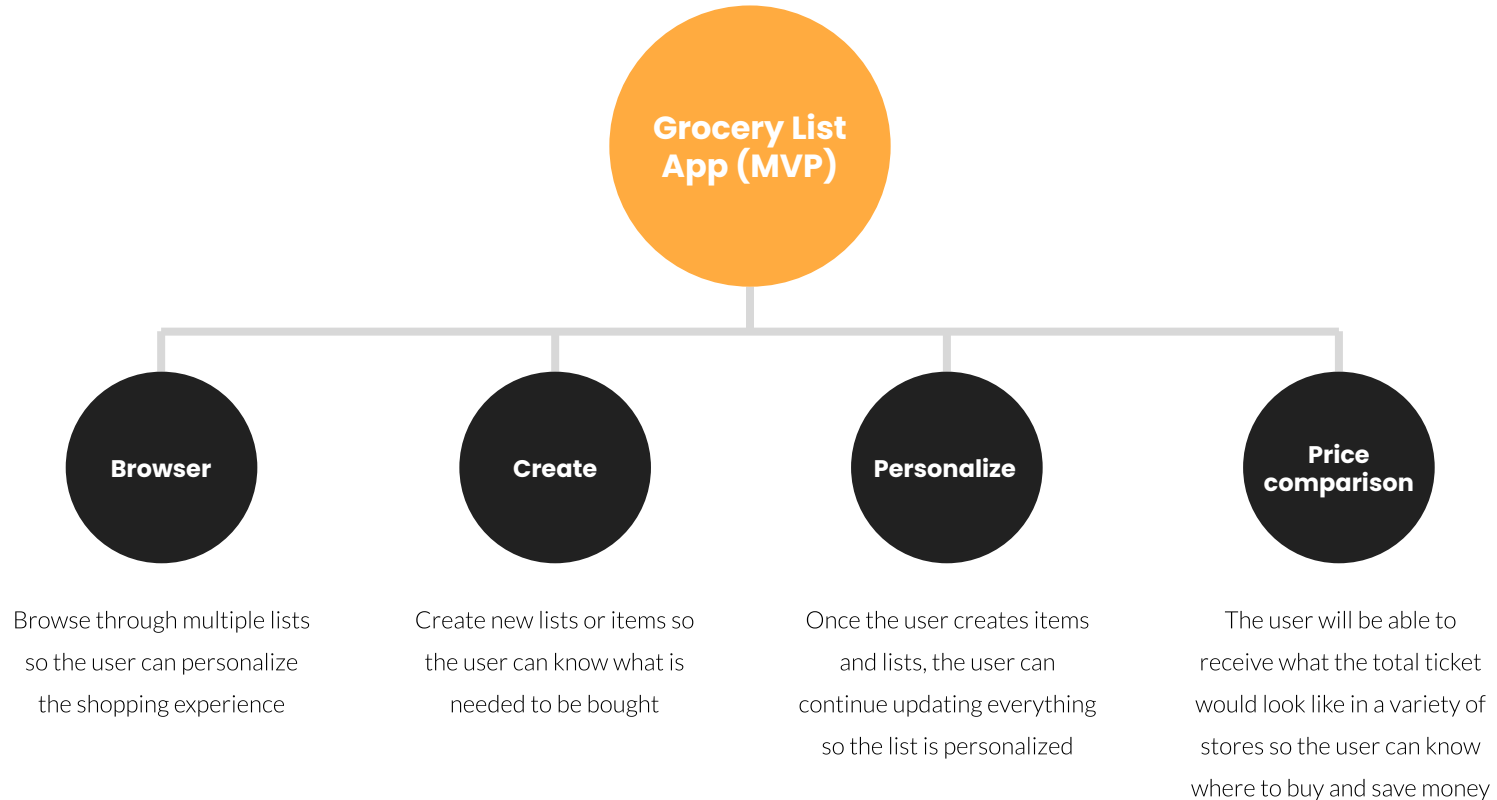 Grocery List
App (MVP)
Browser
Create
Personalize
Price
comparison
Browse through multiple lists
so the user can personalize
the shopping experience
Create new lists or items so
the user can know what is
needed to be bought
Once the user creates items
and lists, the user can
continue updating everything
so the list is personalized
The user will be able to
receive what the total ticket
would look like in a variety of
stores so the user can know
where to buy and save money